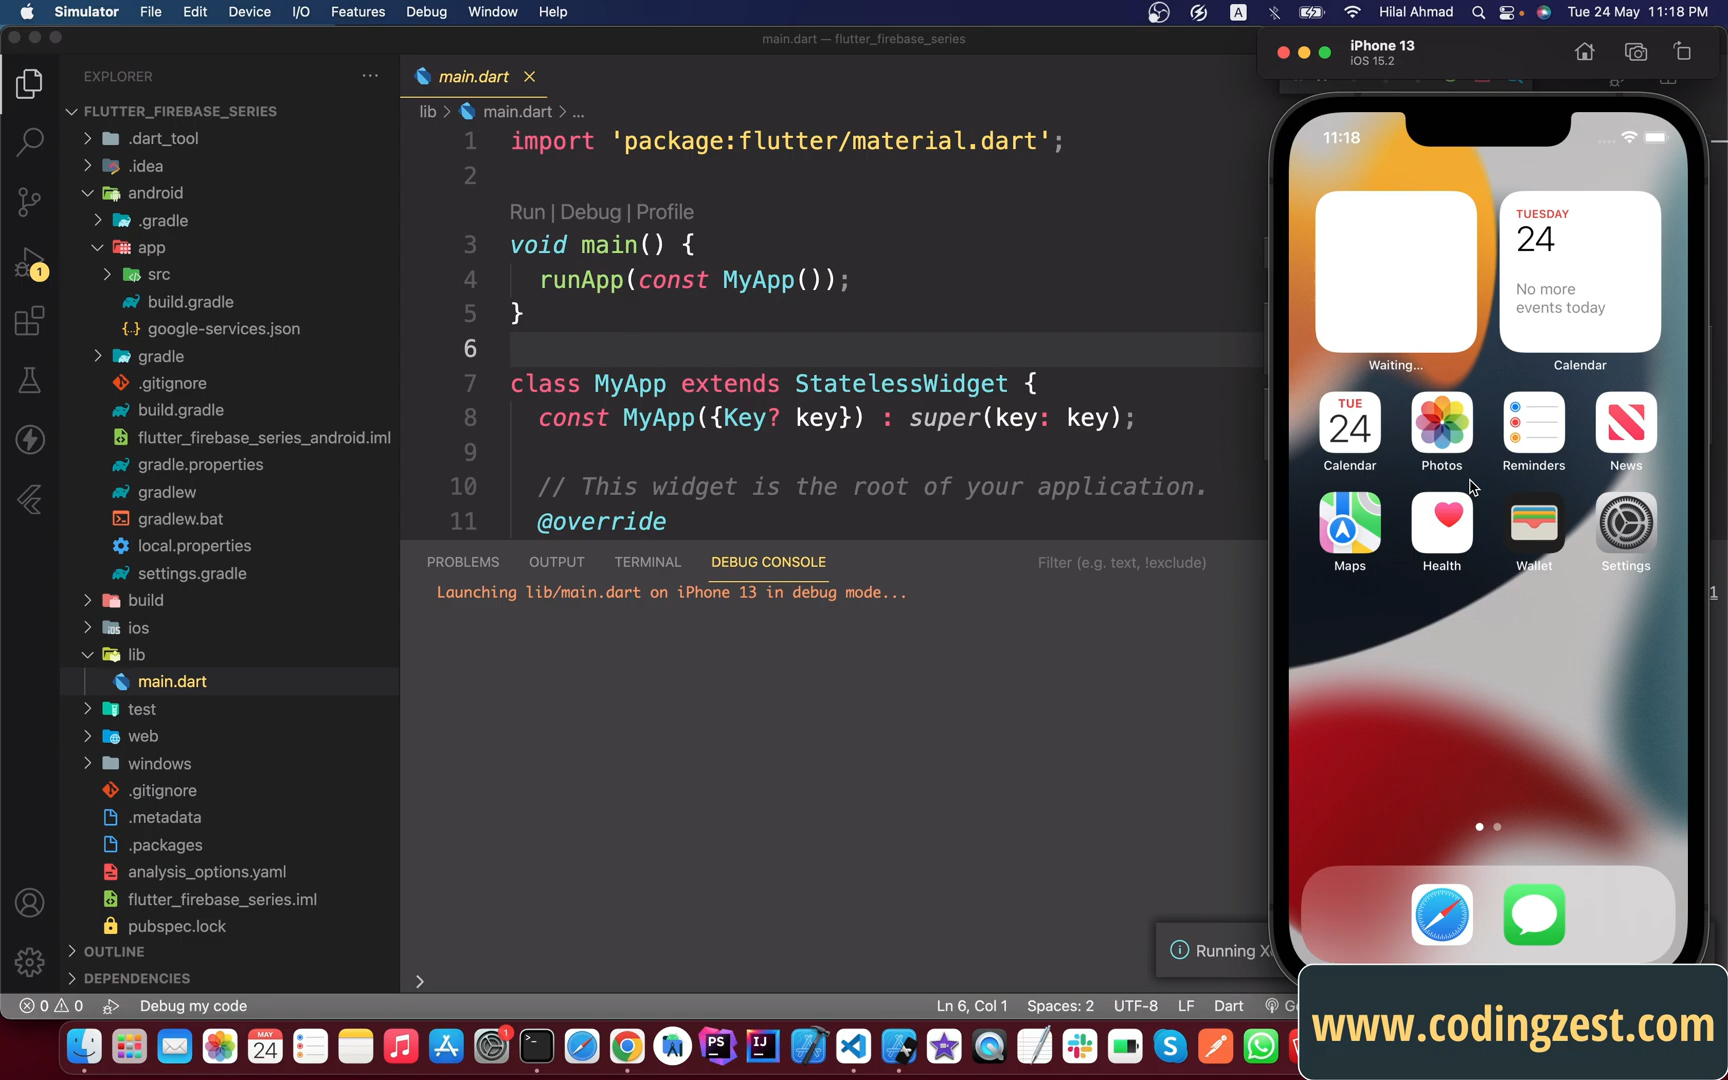 Simulator File Edit Device I/O Features Debug Window Help
A
Hilal Ahmad
Tue 24 May 11:18 PM
main.dart — flutter_firebase_series
iPhone 13
iOS 15.2
EXPLORER
FLUTTER_FIREBASE_SERIES
.dart_tool
.idea
android
.gradle
app
src
build.gradle
google-services.json
gradle
.gitignore
build.gradle
flutter_firebase_series_android.iml
gradle.properties
gradlew
gradlew.bat
local.properties
settings.gradle
build
ios
lib
main.dart
test
web
windows
.gitignore
.metadata
.packages
analysis_options.yaml
flutter_firebase_series.iml
pubspec.lock
OUTLINE
DEPENDENCIES
1
main.dart
lib > main.dart > ...
1 import 'package:flutter/material.dart';
2
Run | Debug | Profile
3 void main() {
4 runApp(const MyApp());
5 }
6
7 class MyApp extends StatelessWidget {
8 const MyApp({Key? key}) : super(key: key);
9
10 // This widget is the root of your application.
11 @override
PROBLEMS OUTPUT TERMINAL DEBUG CONSOLE
Filter (e.g. text, !exclude)
Launching lib/main.dart on iPhone 13 in debug mode...
1
11:18
TUESDAY
24
No more
events today
Waiting...
Calendar
TUE
24
Calendar Photos Reminders News
Maps Health Wallet Settings
Running
0 0 Debug my code
Ln 6, Col 1 Spaces: 2 UTF-8 LF Dart
MAY
24
1
PS
IJ
www.codingzest.com